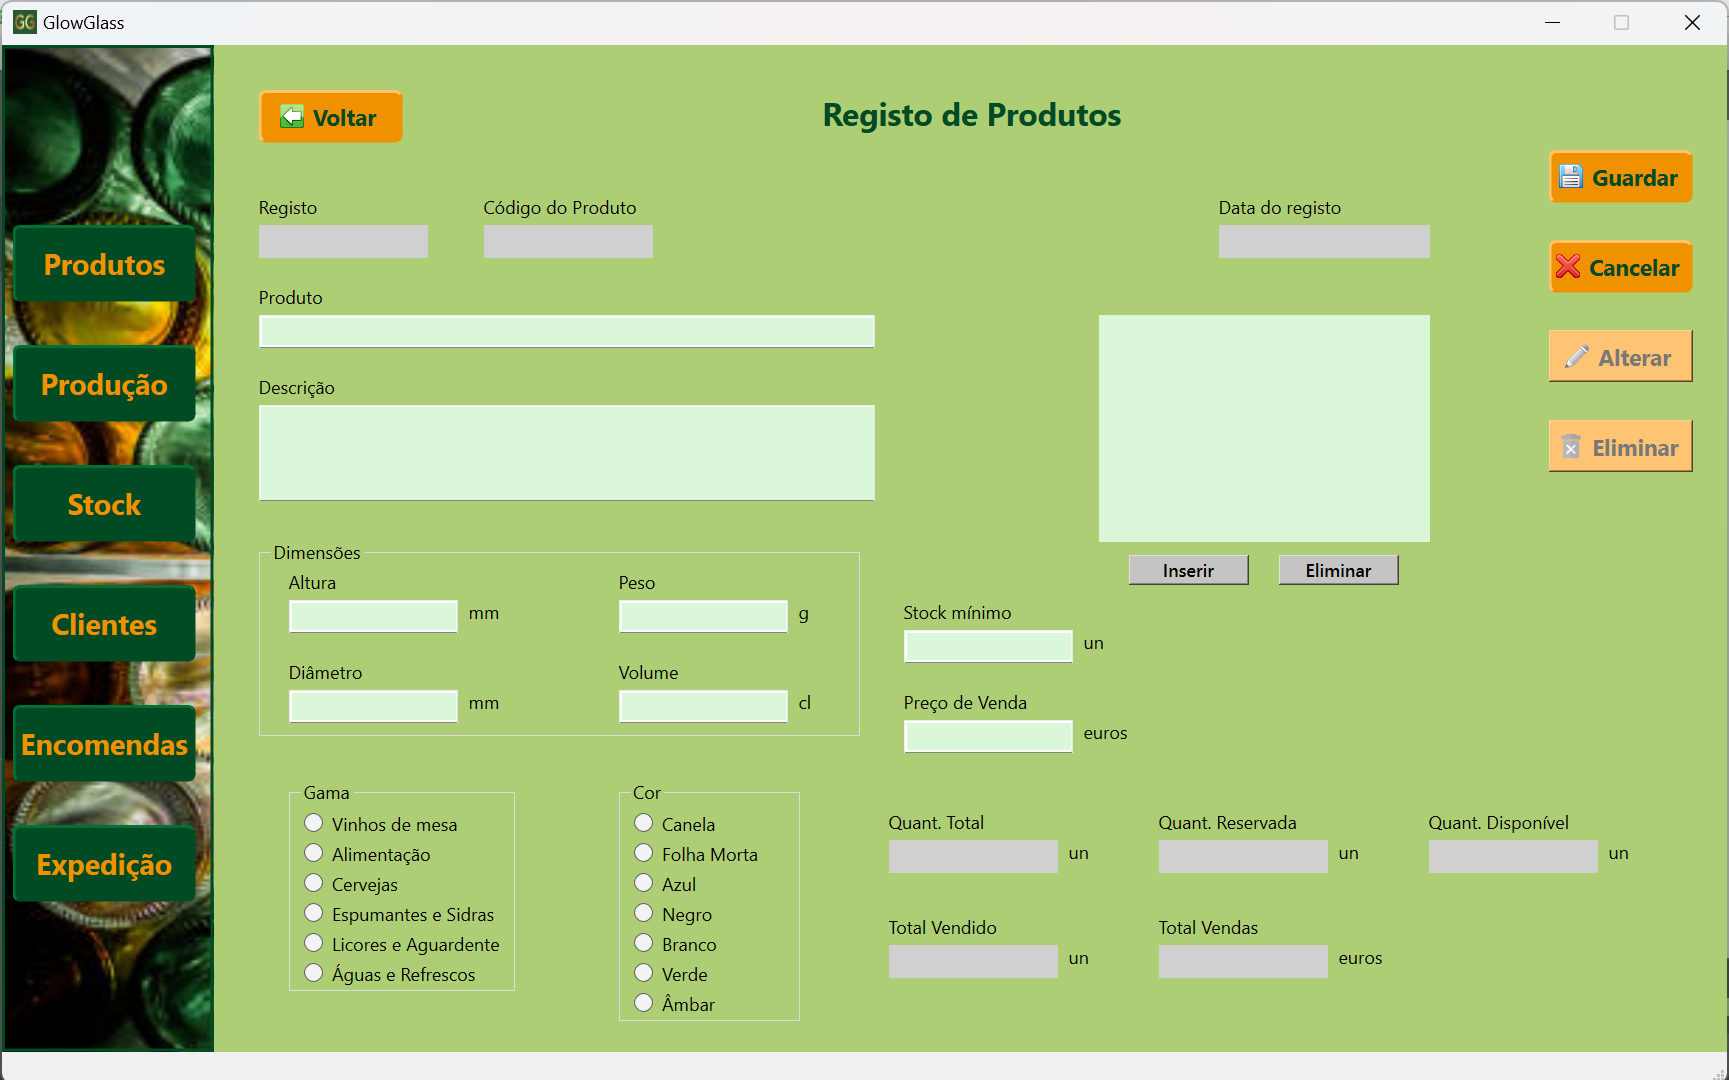 GG GlowGlass
Voltar
Registo de Produtos
Guardar
Cancelar
Alterar
Eliminar
Produtos
Produção
Stock
Clientes
Encomendas
Expedição
Registo
Código do Produto
Data do registo
Produto
Descrição
Inserir
Eliminar
Dimensões
Altura
mm
Peso
g
Diâmetro
mm
Volume
cl
Stock mínimo
un
Preço de Venda
euros
Gama
Vinhos de mesa
Alimentação
Cervejas
Espumantes e Sidras
Licores e Aguardente
Águas e Refrescos
Cor
Canela
Folha Morta
Azul
Negro
Branco
Verde
Âmbar
Quant. Total
un
Quant. Reservada
un
Quant. Disponível
un
Total Vendido
un
Total Vendas
euros